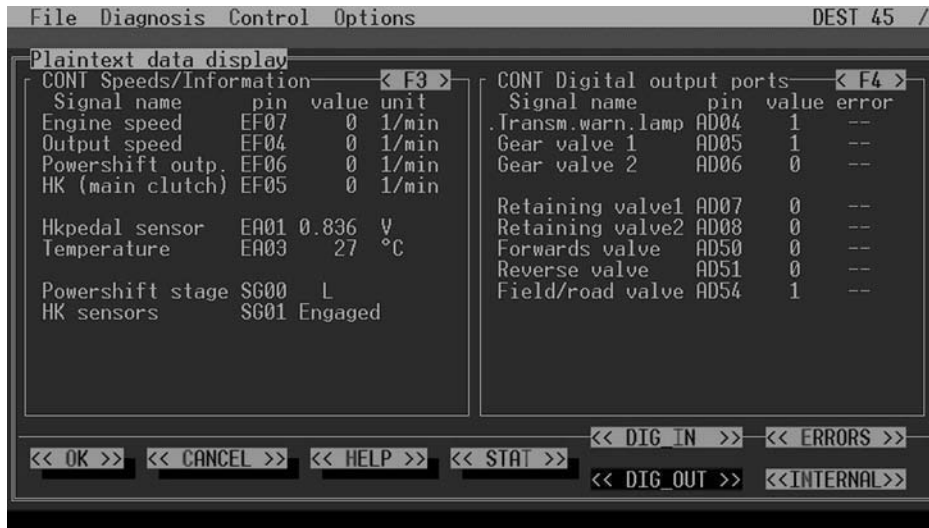 File Diagnosis Control Options DEST 45 /
Plaintext data display
CONT Speeds/Information < F3 >
Signal name pin value unit
Engine speed EF07 0 1/min
Output speed EF04 0 1/min
Powershift outp. EF06 0 1/min
HK (main clutch) EF05 0 1/min
Hkpedal sensor EA01 0.836 V
Temperature EA03 27 °C
Powershift stage SG00 L
HK sensors SG01 Engaged
CONT Digital output ports < F4 >
Signal name pin value error
.Transm.warn.lamp AD04 1 --
Gear valve 1 AD05 1 --
Gear valve 2 AD06 0 --
Retaining valve1 AD07 0 --
Retaining valve2 AD08 0 --
Forwards valve AD50 0 --
Reverse valve AD51 0 --
Field/road valve AD54 1 --
<< DIG_IN >> << ERRORS >>
<< OK >> << CANCEL >> << HELP >> << STAT >>
<< DIG_OUT >> <<INTERNAL>>